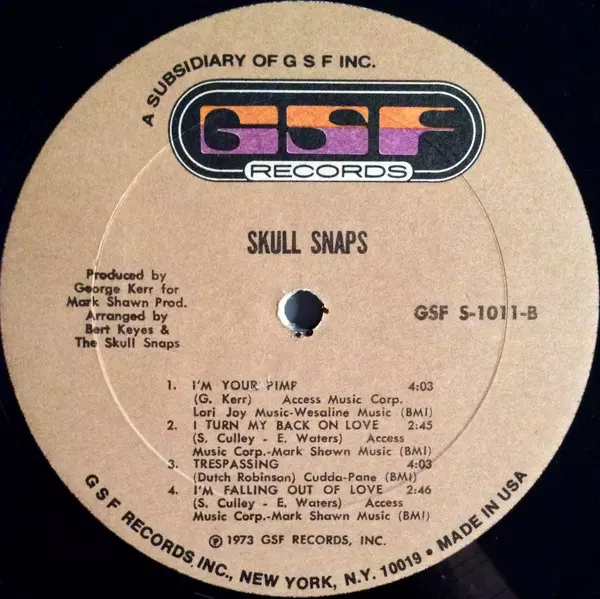 A SUBSIDIARY OF G S F INC.
GSF
RECORDS
SKULL SNAPS
Produced by
George Kerr for
Mark Shawn Prod.
Arranged by
Bert Keyes &
The Skull Snaps
GSF S-1011-B
1. I'M YOUR PIMP 4:03
(G. Kerr) Access Music Corp.
Lori Joy Music-Wesaline Music (BMI)
2. I TURN MY BACK ON LOVE 2:45
(S. Culley - E. Waters) Access
Music Corp.-Mark Shown Music (BMI)
3. TRESPASSING 4:03
(Dutch Robinson) Cudda-Pane (BMI)
4. I'M FALLING OUT OF LOVE 2:46
(S. Culley - E. Waters) Access
Music Corp.-Mark Shawn Music (BMI)
℗ 1973 GSF RECORDS, INC.
G S F RECORDS INC., NEW YORK, N.Y. 10019 • MADE IN USA